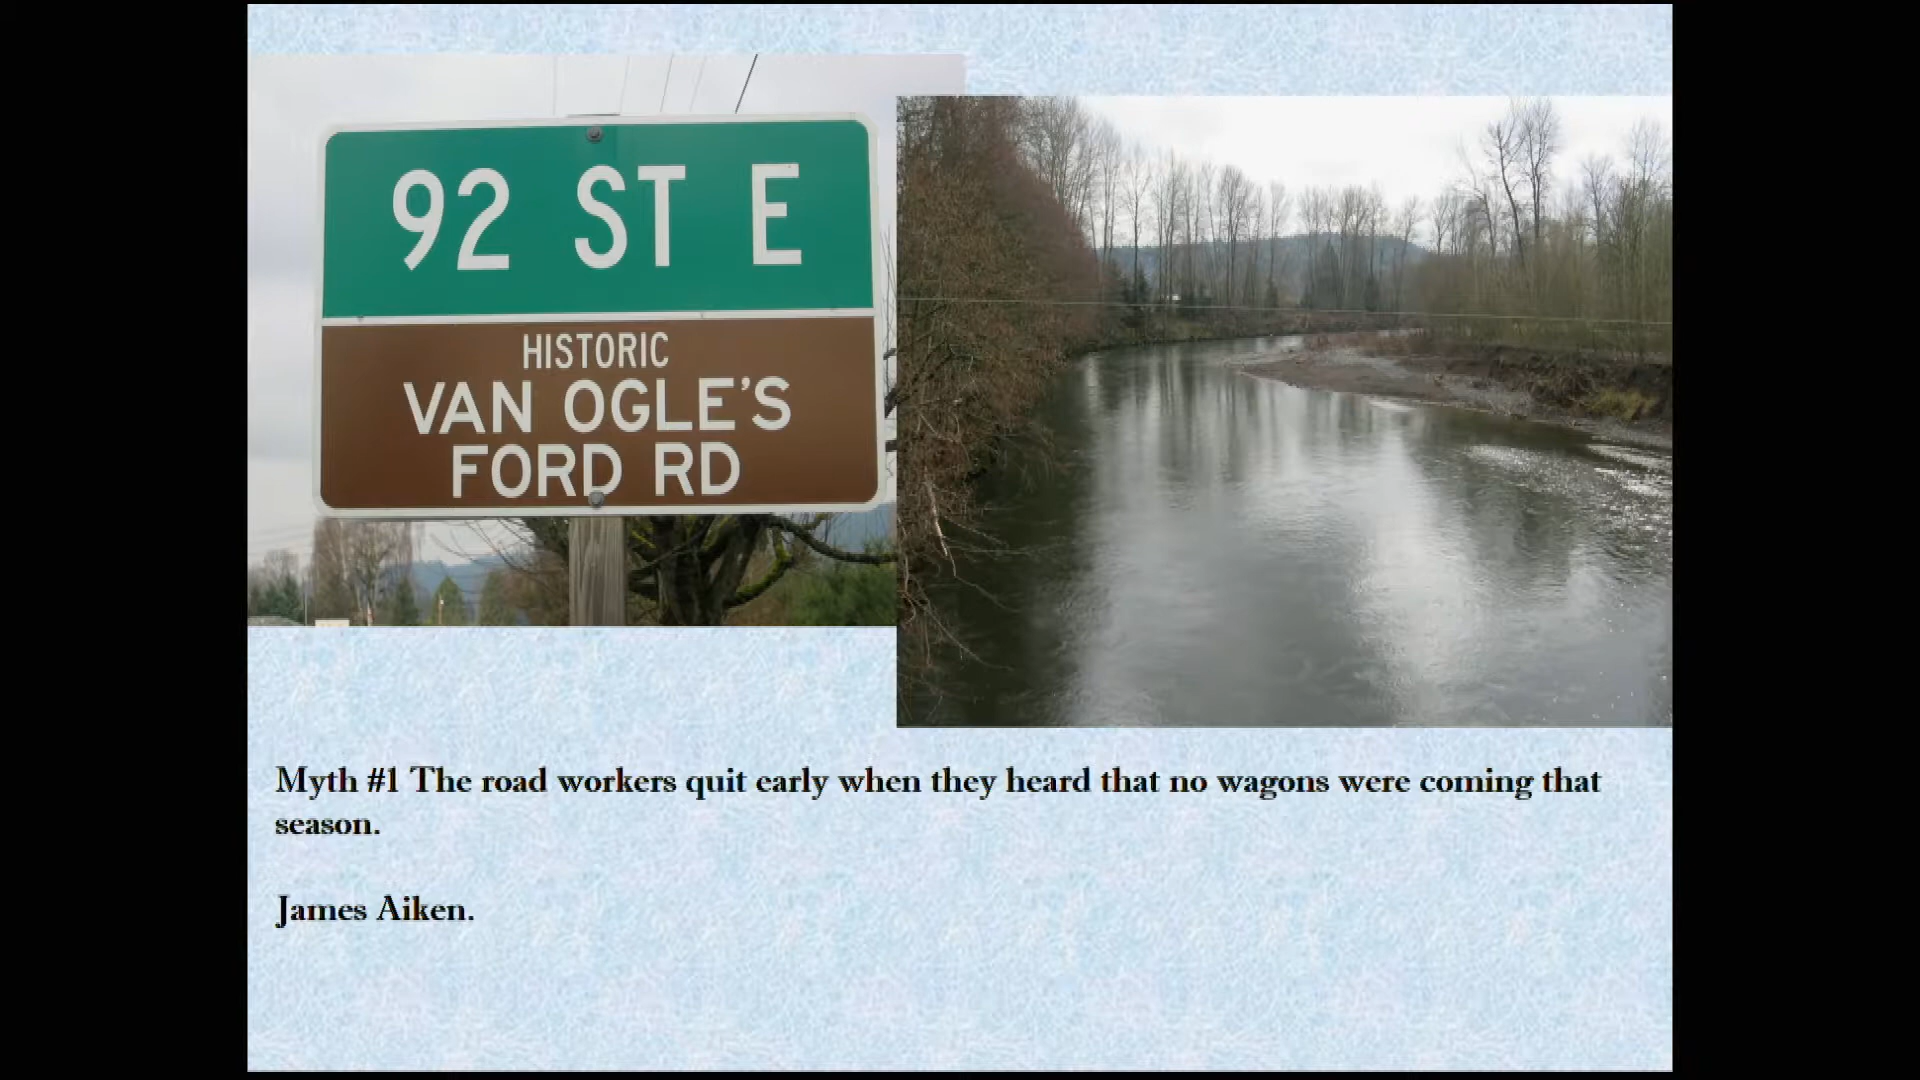 92 ST E
HISTORIC
VAN OGLE'S
FORD RD
Myth #1 The road workers quit early when they heard that no wagons were coming that
season.
James Aiken.